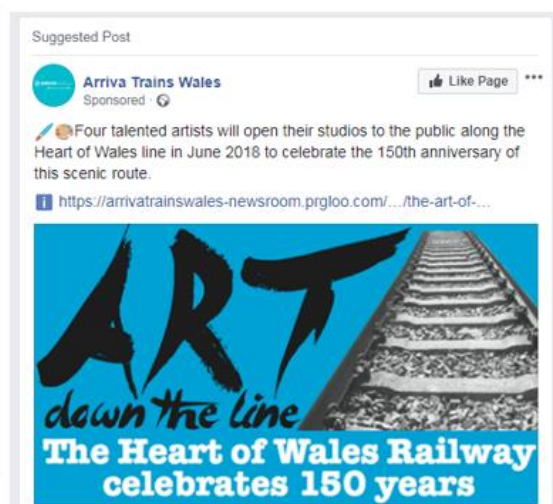 Suggested Post
Arriva Trains Wales
Like Page
Sponsored
Four talented artists will open their studios to the public along the
Heart of Wales line in June 2018 to celebrate the 150th anniversary of
this scenic route.
https://arrivatrainswales-newsroom.prgloo.com/…/the-art-of-…
ART
down the line
The Heart of Wales Railway
celebrates 150 years